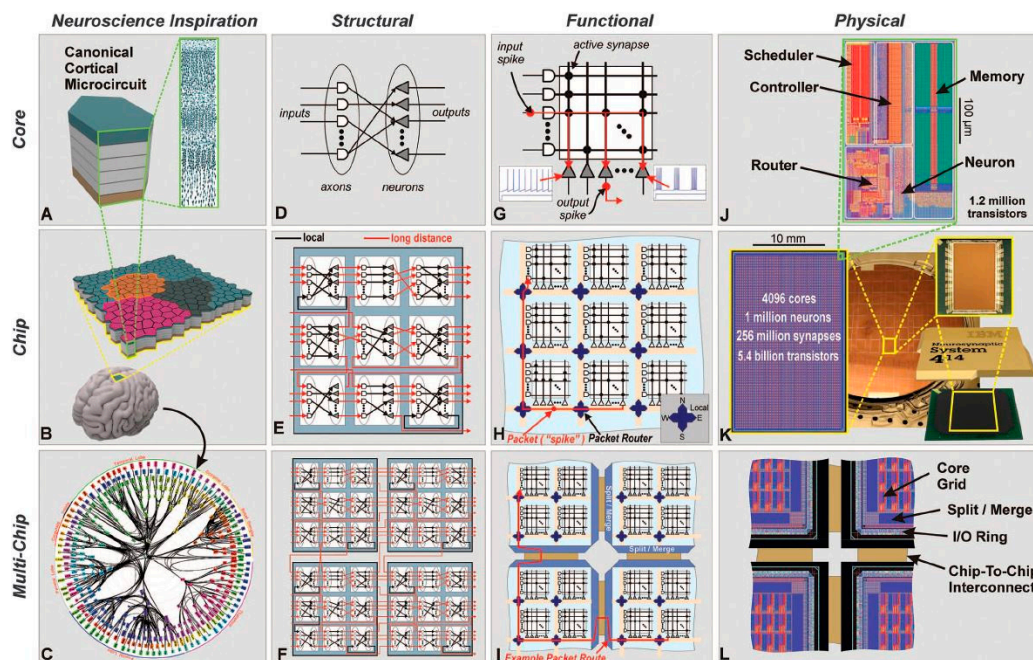 Neuroscience Inspiration
Structural
Functional
Physical
Core
Canonical
Cortical
Microcircuit
A
inputs
outputs
axons
neurons
D
input
spike
active synapse
output
spike
G
Scheduler
Controller
Memory
100 µm
Router
Neuron
1.2 million
transistors
J
Chip
B
local
long distance
E
Packet ("spike")
Packet Router
N
Local
W
E
S
H
10 mm
4096 cores
1 million neurons
256 million synapses
5.4 billion transistors
IBM
Neurosynaptic
System
414
K
Multi-Chip
C
F
Split / Merge
Split / Merge
Example Packet Route
I
Core
Grid
Split / Merge
I/O Ring
Chip-To-Chip
Interconnect
L